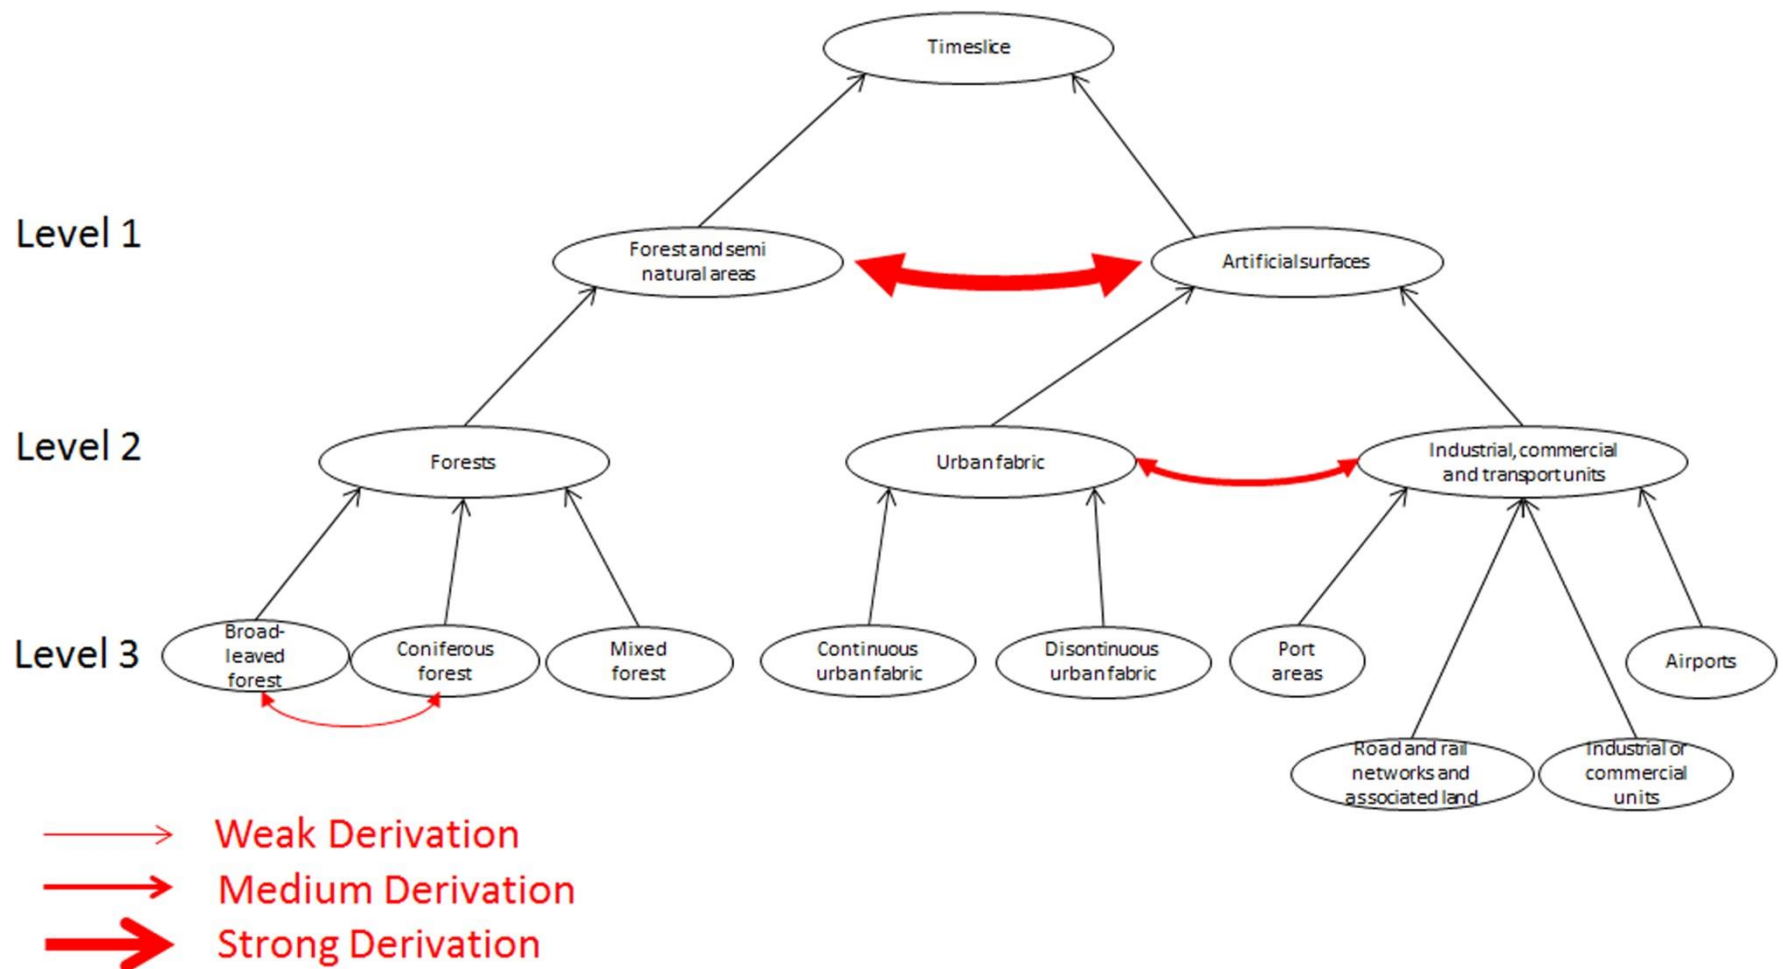 Timeslice
Level 1
Forest and semi
natural areas
Artificial surfaces
Level 2
Forests
Urban fabric
Industrial, commercial
and transport units
Level 3
Broad-
leaved
forest
Coniferous
forest
Mixed
forest
Continuous
urban fabric
Disontinuous
urban fabric
Port
areas
Airports
Road and rail
networks and
associated land
Industrial or
commercial
units
Weak Derivation
Medium Derivation
Strong Derivation